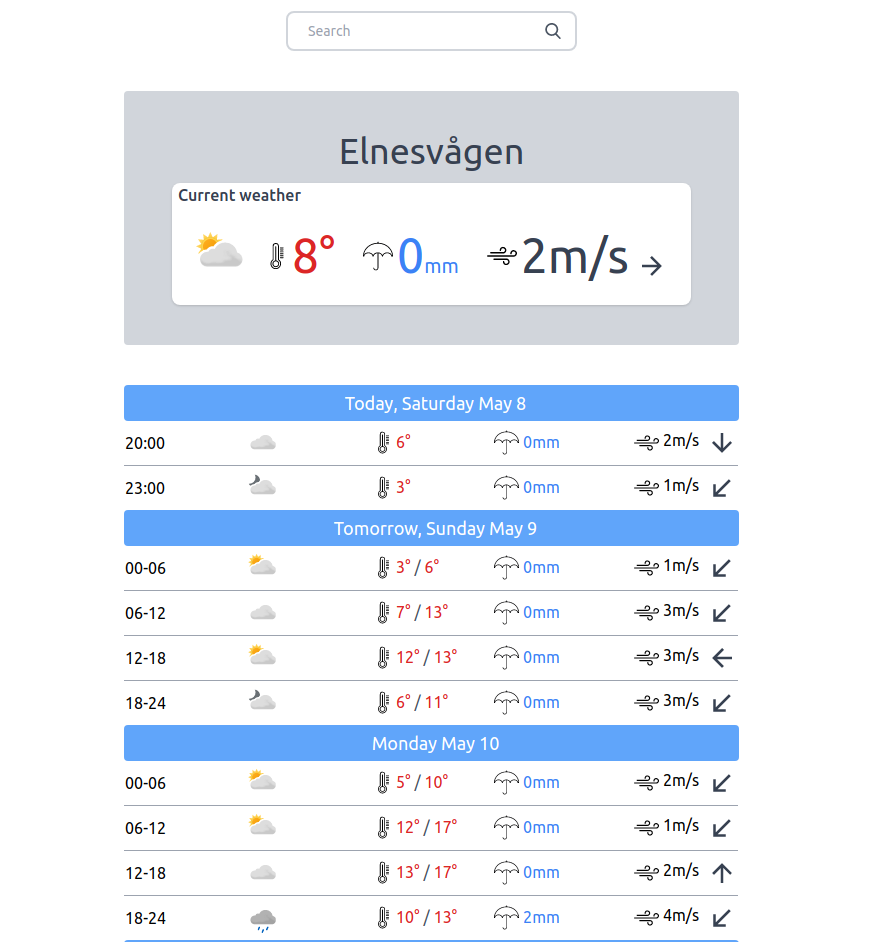 Search
Elnesvågen
Current weather
8° 0mm 2m/s
Today, Saturday May 8
20:00 6° 0mm 2m/s
23:00 3° 0mm 1m/s
Tomorrow, Sunday May 9
00-06 3° / 6° 0mm 1m/s
06-12 7° / 13° 0mm 3m/s
12-18 12° / 13° 0mm 3m/s
18-24 6° / 11° 0mm 3m/s
Monday May 10
00-06 5° / 10° 0mm 2m/s
06-12 12° / 17° 0mm 1m/s
12-18 13° / 17° 0mm 2m/s
18-24 10° / 13° 2mm 4m/s